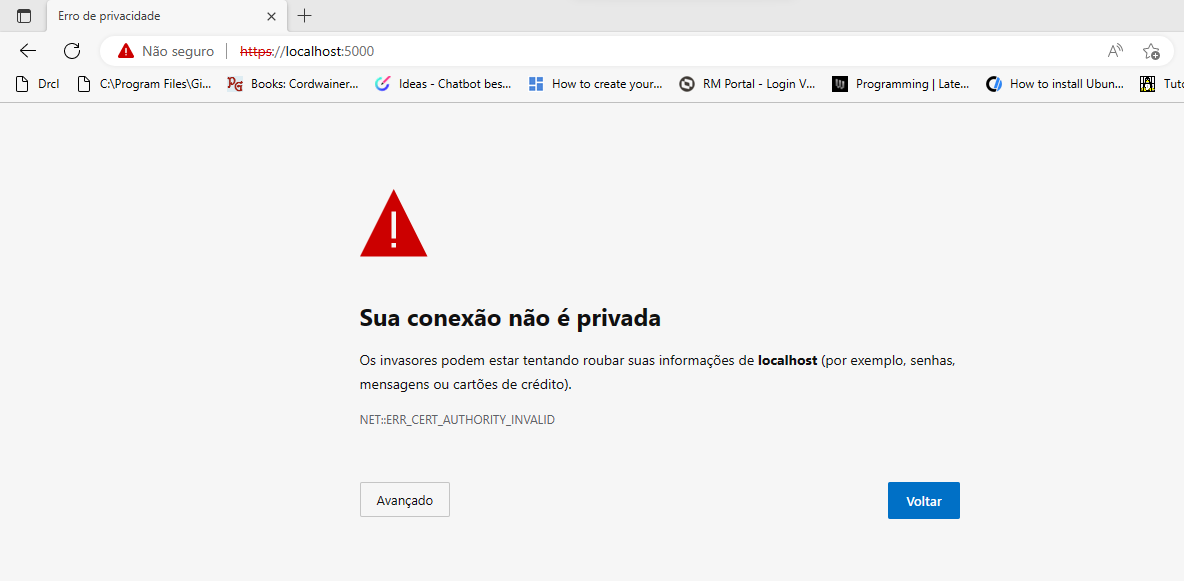 Erro de privacidade
Não seguro https://localhost:5000
Drcl C:\Program Files\Gi... Books: Cordwainer... Ideas - Chatbot bes... How to create your... RM Portal - Login V... Programming | Late... How to install Ubun... Tuto
Sua conexão não é privada
Os invasores podem estar tentando roubar suas informações de localhost (por exemplo, senhas,
mensagens ou cartões de crédito).
NET::ERR_CERT_AUTHORITY_INVALID
Avançado Voltar